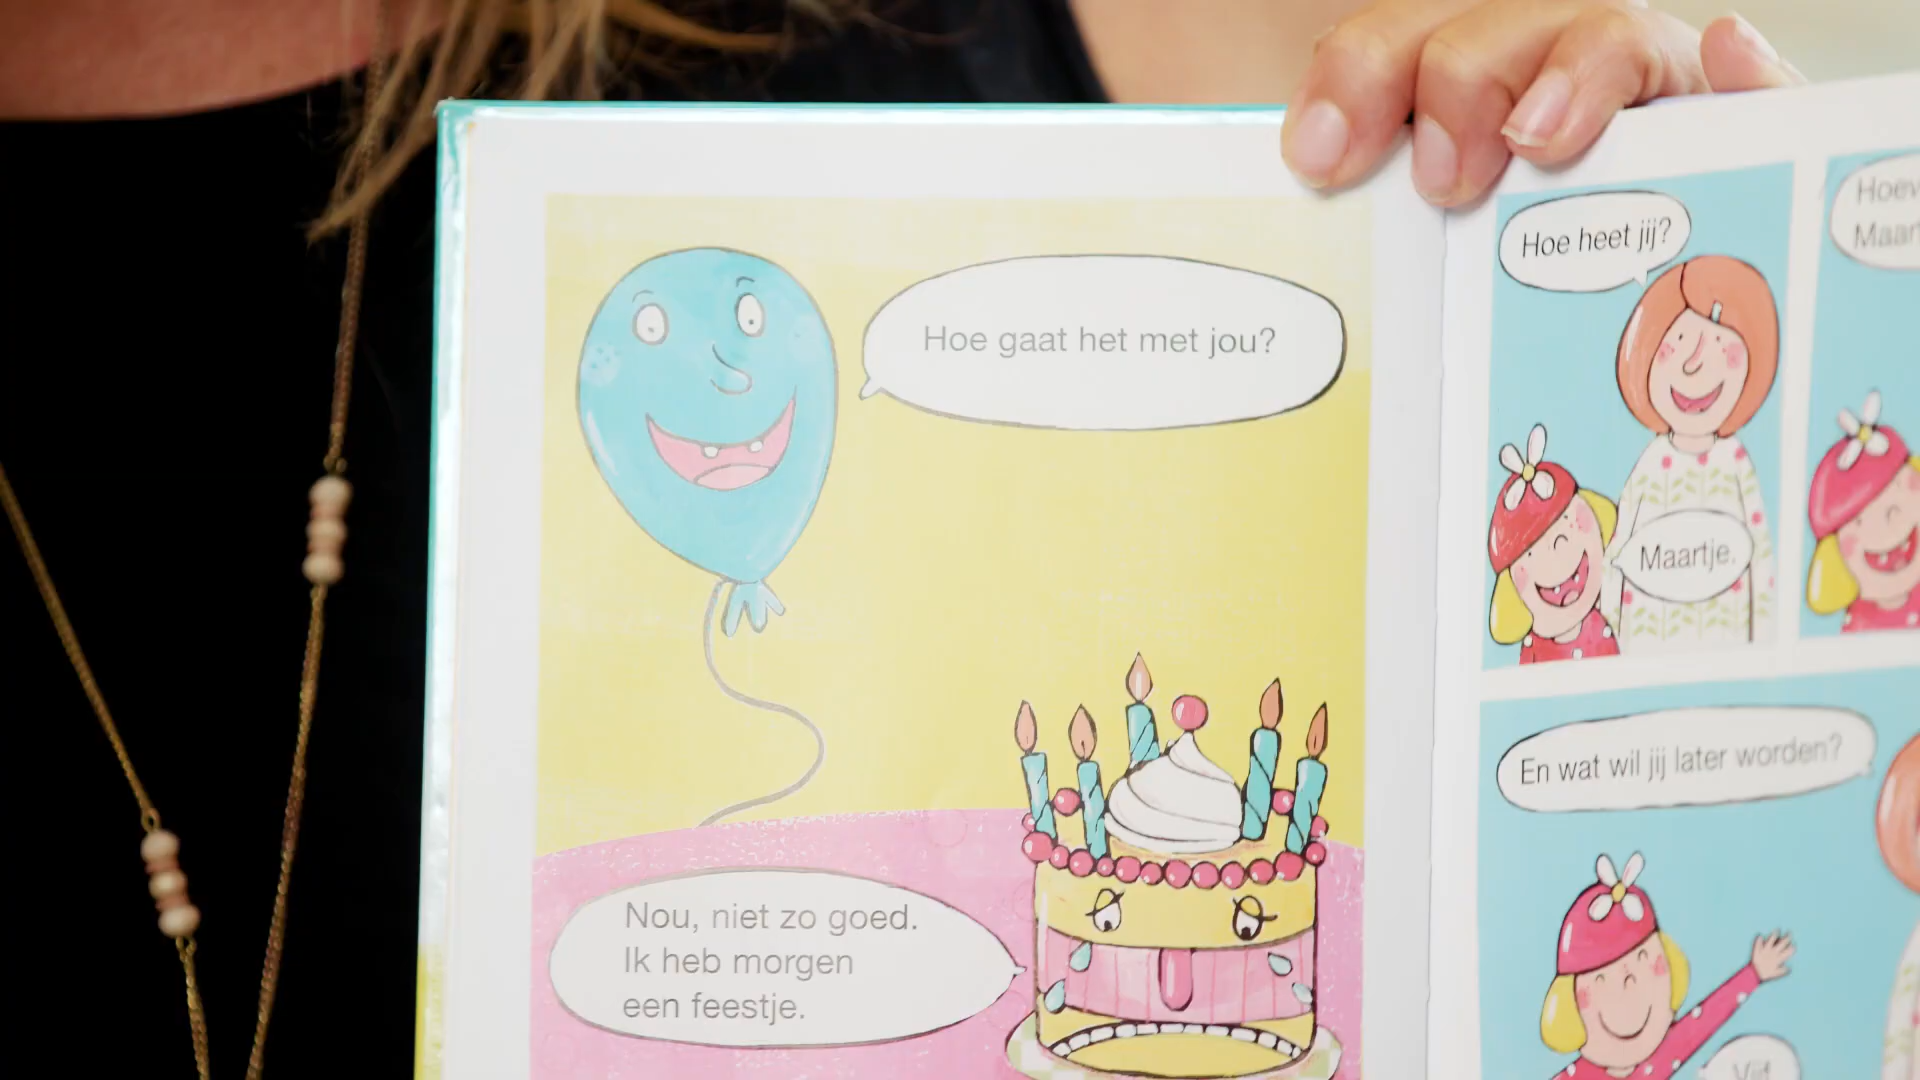 Hoe gaat het met jou?
Nou, niet zo goed.
Ik heb morgen
een feestje.
Hoe heet jij?
Maartje.
En wat wil jij later worden?